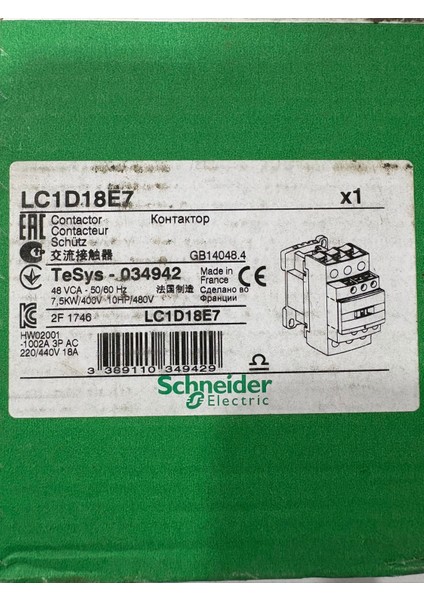 LC1D18E7 x1
EAC Contactor Контактор
Contacteur
Schütz
交流接触器 GB14048.4
TeSys - 034942 Made in France CE
48 VCA - 50/60 Hz 法国制造 Сделано во Франции
7,5KW/400V 10HP/480V
2F 1746 LC1D18E7
HW02001
-1002A 3P AC
220/440V 18A
3 389110 349429
Schneider
Electric